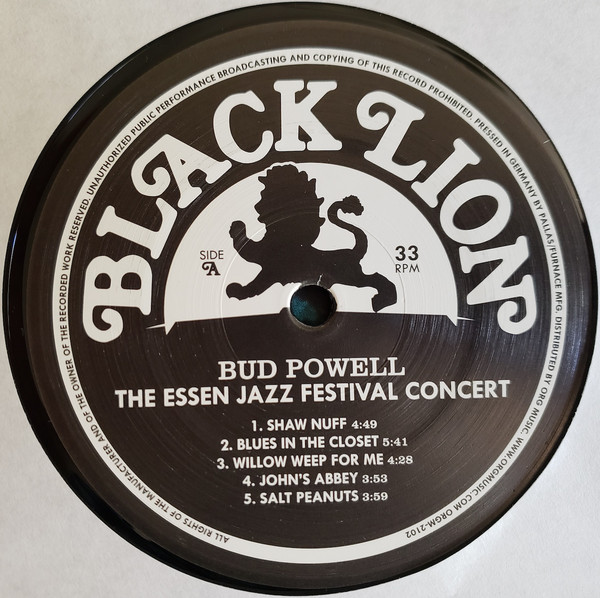 ALL RIGHTS OF THE MANUFACTURER AND OF THE OWNER OF THE RECORDED WORK RESERVED. UNAUTHORIZED PUBLIC PERFORMANCE BROADCASTING AND COPYING OF THIS RECORD PROHIBITED. PRESSED IN GERMANY BY PALLAS/FURNACE MFG. DISTRIBUTED BY ORG MUSIC. WWW.ORGMUSIC.COM ORGM-2102
BLACK LION
SIDE
A
33
RPM
BUD POWELL
THE ESSEN JAZZ FESTIVAL CONCERT
1. SHAW NUFF 4:49
2. BLUES IN THE CLOSET 5:41
3. WILLOW WEEP FOR ME 4:28
4. JOHN'S ABBEY 3:53
5. SALT PEANUTS 3:59